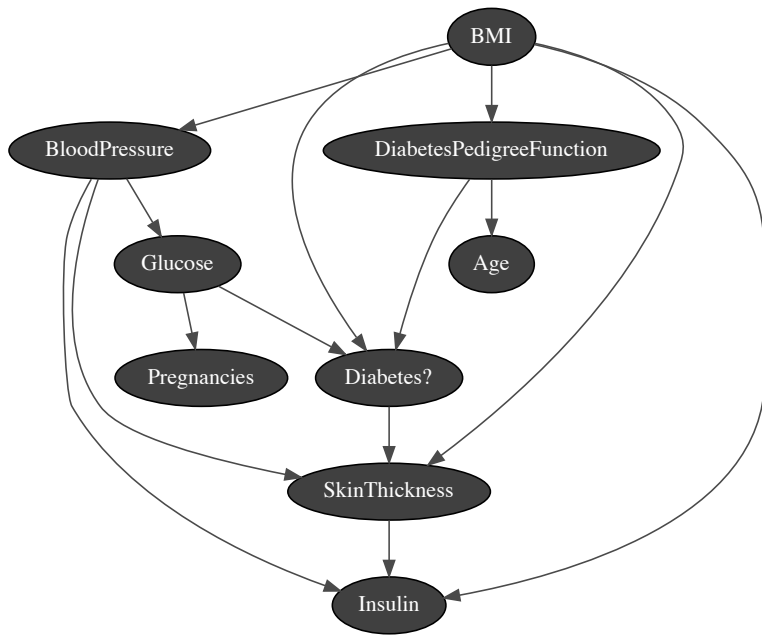 BMI
BloodPressure
DiabetesPedigreeFunction
Glucose
Age
Pregnancies
Diabetes?
SkinThickness
Insulin